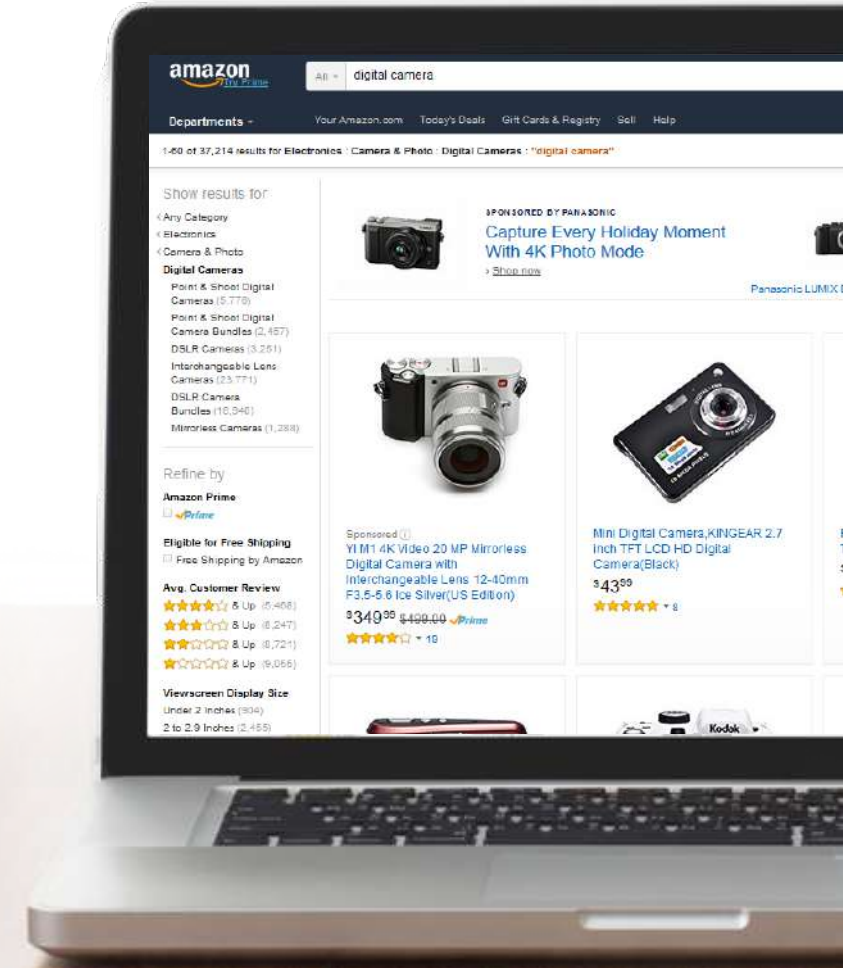 amazon
Try Prime
All
digital camera
Departments
Your Amazon.com Today's Deals Gift Cards & Registry Sell Help
1-60 of 37,214 results for Electronics : Camera & Photo : Digital Cameras : "digital camera"
Show results for
Any Category
Electronics
Camera & Photo
Digital Cameras
Point & Shoot Digital
Cameras (5,776)
Point & Shoot Digital
Camera Bundles (2,457)
DSLR Cameras (3,251)
Interchangeable Lens
Cameras (23,771)
DSLR Camera
Bundles
Mirrorless Cameras (1,288)
Refine by
Amazon Prime
Prime
Eligible for Free Shipping
Free Shipping by Amazon
Avg. Customer Review
& Up (5,468)
& Up (8,247)
& Up (8,721)
& Up (9,055)
Viewscreen Display Size
Under 2 Inches (904)
2 to 2.9 Inches (2,455)
SPONSORED BY PANASONIC
Capture Every Holiday Moment
With 4K Photo Mode
› Shop now
Panasonic LUMIX
Sponsored
YI M1 4K Video 20 MP Mirrorless
Digital Camera with
Interchangeable Lens 12-40mm
F3.5-5.6 Ice Silver(US Edition)
$349.99 $499.00 Prime
19
Mini Digital Camera,KINGEAR 2.7
inch TFT LCD HD Digital
Camera(Black)
$43.99
8
Kodak